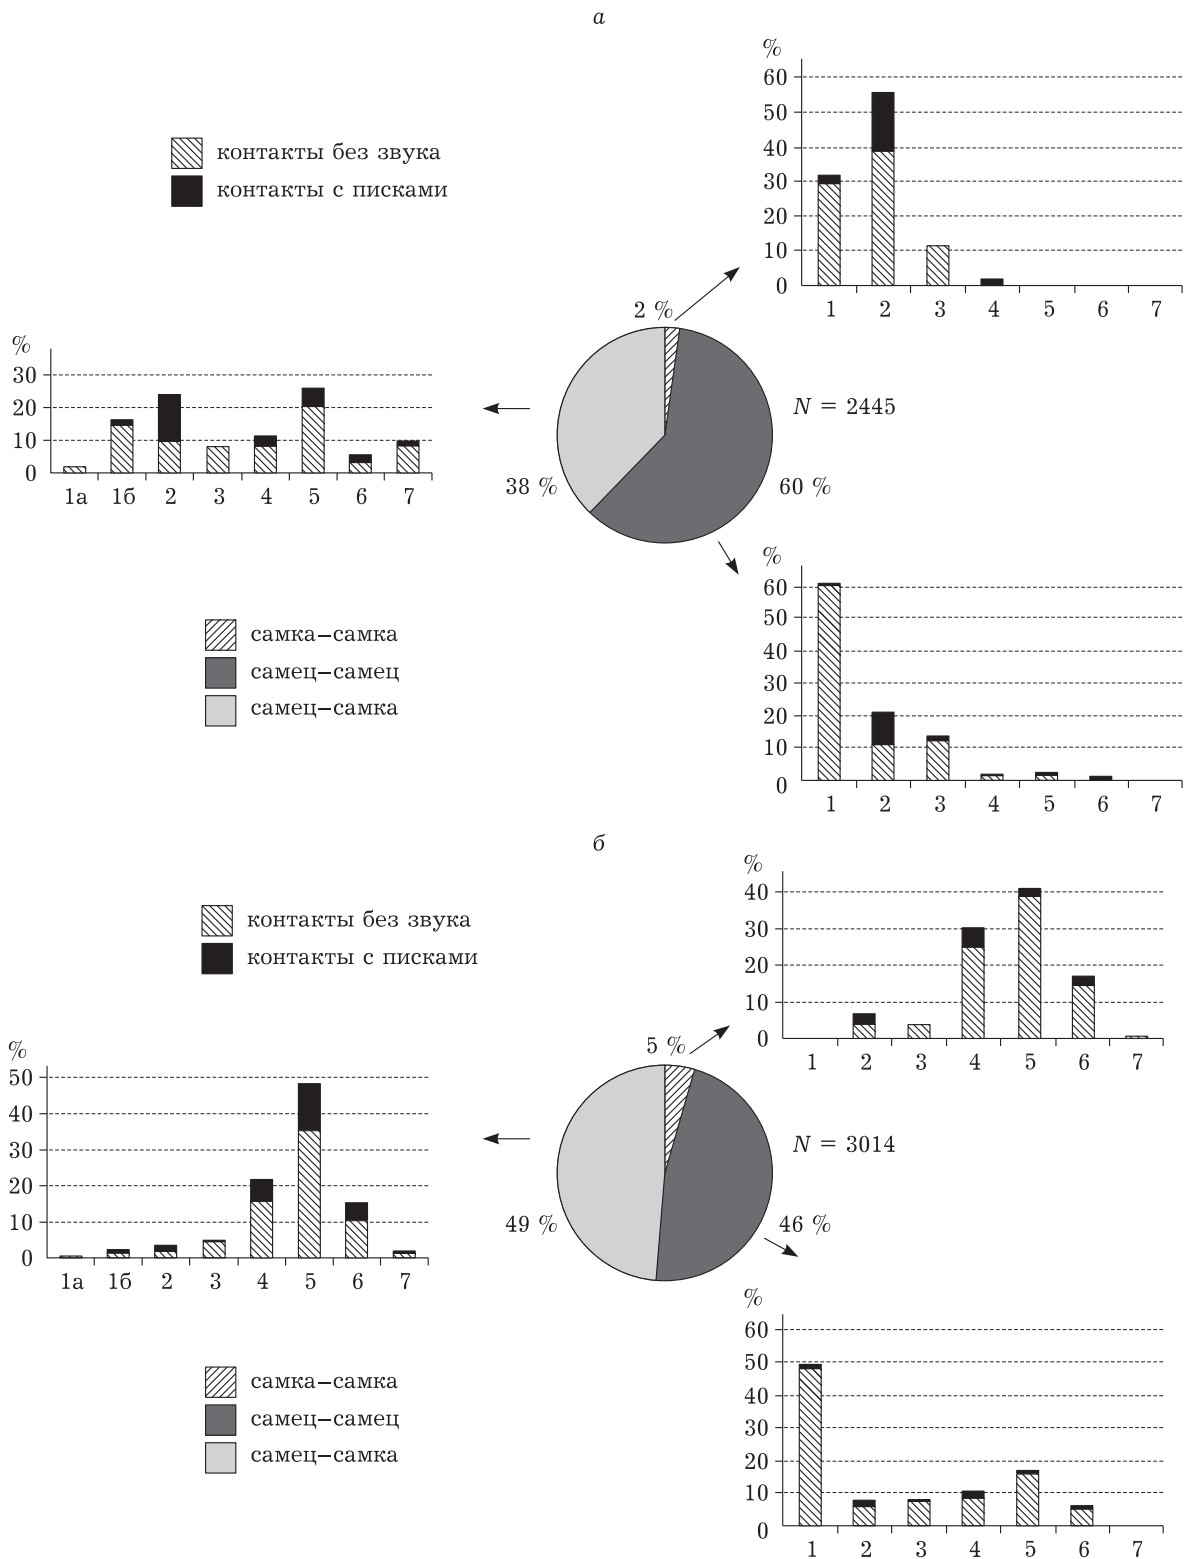 а
%
60
50
40
30
20
10
0
1 2 3 4 5 6 7
контакты без звука
контакты с писками
2 %
%
30
20
10
0
1а 1б 2 3 4 5 6 7
N = 2445
38 %
60 %
%
60
50
40
30
20
10
0
1 2 3 4 5 6 7
самка–самка
самец–самец
самец–самка
б
%
40
30
20
10
0
1 2 3 4 5 6 7
контакты без звука
контакты с писками
5 %
%
50
40
30
20
10
0
1а 1б 2 3 4 5 6 7
N = 3014
49 %
46 %
%
60
50
40
30
20
10
0
1 2 3 4 5 6 7
самка–самка
самец–самец
самец–самка